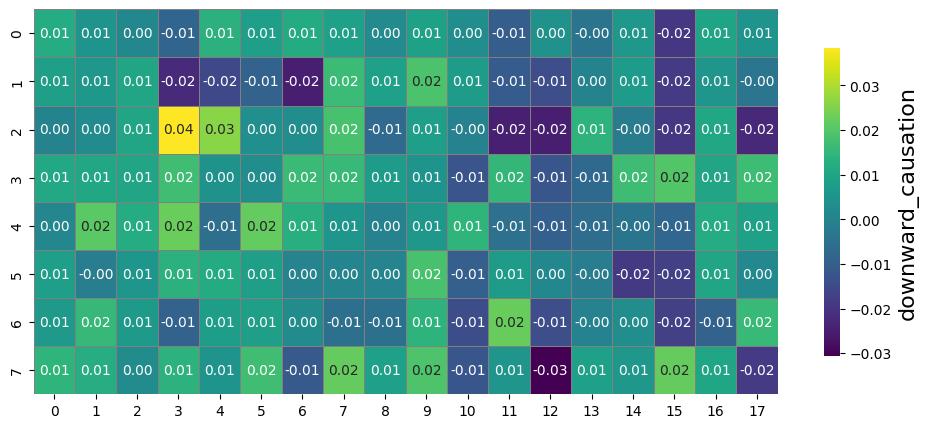 0 0.01 0.01 0.00 -0.01 0.01 0.01 0.01 0.01 0.00 0.01 0.00 -0.01 0.00 -0.00 0.01 -0.02 0.01 0.01
1 0.01 0.01 0.01 -0.02 -0.02 -0.01 -0.02 0.02 0.01 0.02 0.01 -0.01 -0.01 0.00 0.01 -0.02 0.01 -0.00
2 0.00 0.00 0.01 0.04 0.03 0.00 0.00 0.02 -0.01 0.01 -0.00 -0.02 -0.02 0.01 -0.00 -0.02 0.01 -0.02
3 0.01 0.01 0.01 0.02 0.00 0.00 0.02 0.02 0.01 0.01 -0.01 0.02 -0.01 -0.01 0.02 0.02 0.01 0.02
4 0.00 0.02 0.01 0.02 -0.01 0.02 0.01 0.01 0.00 0.01 0.01 -0.01 -0.01 -0.01 -0.00 -0.01 0.01 0.01
5 0.01 -0.00 0.01 0.01 0.01 0.01 0.00 0.00 0.00 0.02 -0.01 0.01 0.00 -0.00 -0.02 -0.02 0.01 0.00
6 0.01 0.02 0.01 -0.01 0.01 0.01 0.00 -0.01 -0.01 0.01 -0.01 0.02 -0.01 -0.00 0.00 -0.02 -0.01 0.02
7 0.01 0.01 0.00 0.01 0.01 0.02 -0.01 0.02 0.01 0.02 -0.01 0.01 -0.03 0.01 0.01 0.02 0.01 -0.02
0 1 2 3 4 5 6 7 8 9 10 11 12 13 14 15 16 17
0.03
0.02
0.01
0.00
−0.01
−0.02
−0.03
downward_causation